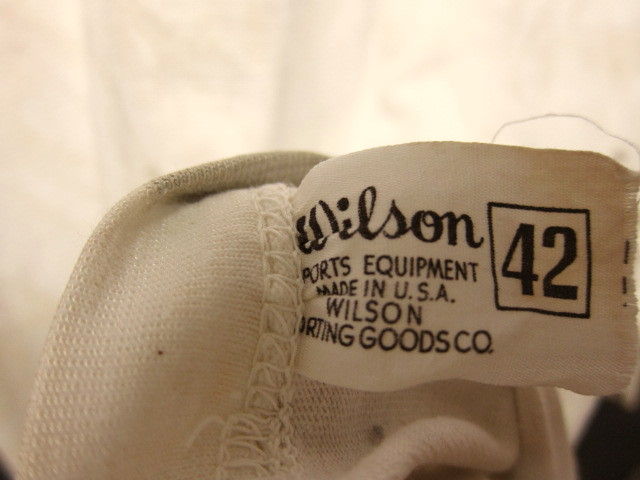 Wilson
PORTS EQUIPMENT
MADE IN U.S.A.
WILSON
RTING GOODS CO.
42